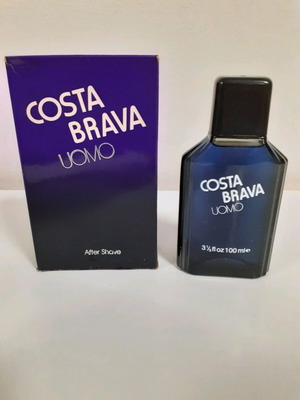 COSTA
BRAVA
UOMO
After Shave
COSTA
BRAVA
UOMO
3⅓ fl oz 100 ml e